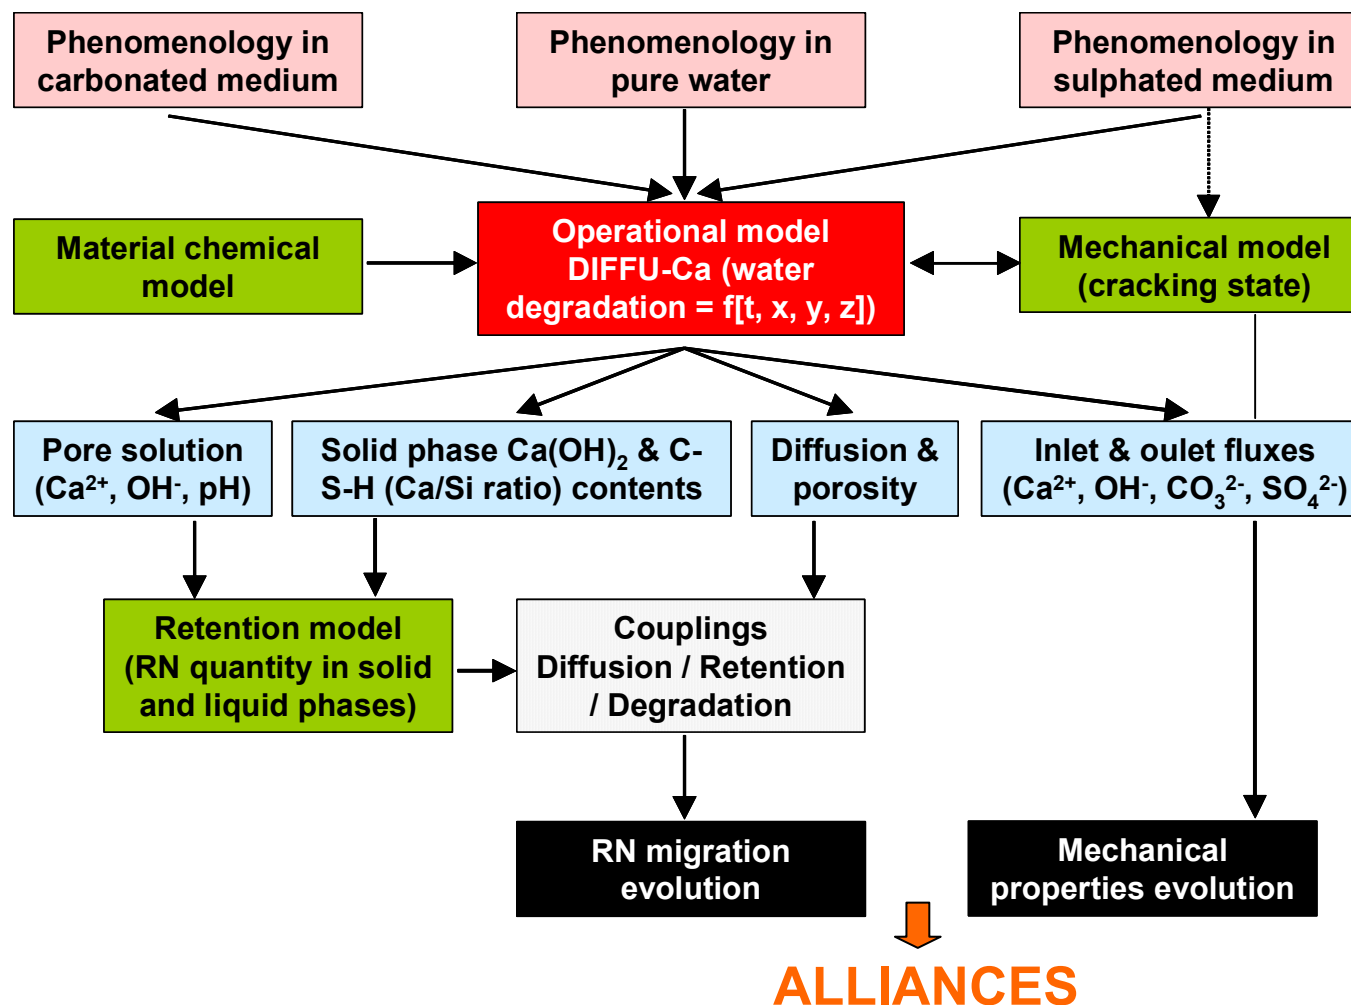 Phenomenology in
carbonated medium
Phenomenology in
pure water
Phenomenology in
sulphated medium
Material chemical
model
Operational model
DIFFU-Ca (water
degradation = f[t, x, y, z])
Mechanical model
(cracking state)
Pore solution
(Ca²⁺, OH⁻, pH)
Solid phase Ca(OH)₂ & C-
S-H (Ca/Si ratio) contents
Diffusion &
porosity
Inlet & oulet fluxes
(Ca²⁺, OH⁻, CO₃²⁻, SO₄²⁻)
Retention model
(RN quantity in solid
and liquid phases)
Couplings
Diffusion / Retention
/ Degradation
RN migration
evolution
Mechanical
properties evolution
ALLIANCES